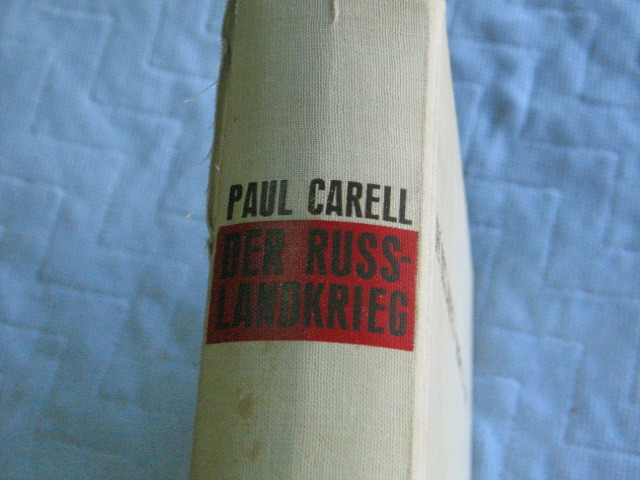 PAUL CARELL
DER RUSS-
LANDKRIEG